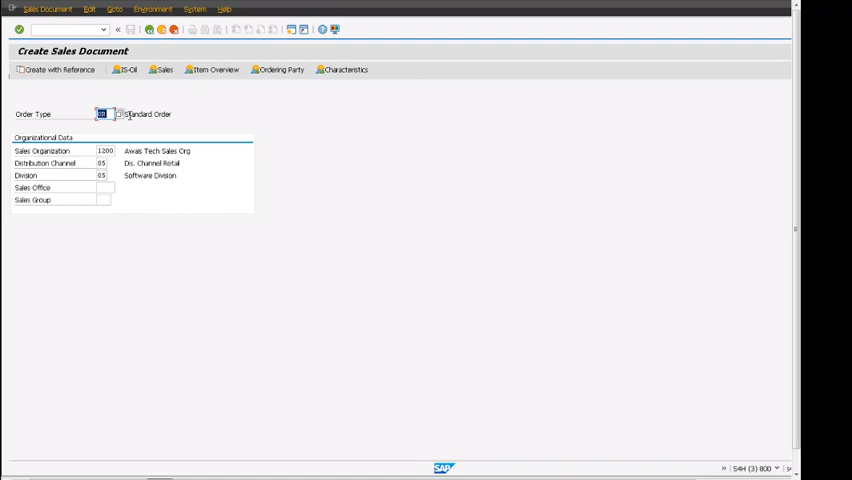 Sales Document Edit Goto Environment System Help
Create Sales Document
Create with Reference IS-Oil Sales Item Overview Ordering Party Characteristics
Order Type OR Standard Order
Organizational Data
Sales Organization 1200 Awais Tech Sales Org
Distribution Channel 05 Dis. Channel Retail
Division 05 Software Division
Sales Office
Sales Group
SAP S4H (3) 800